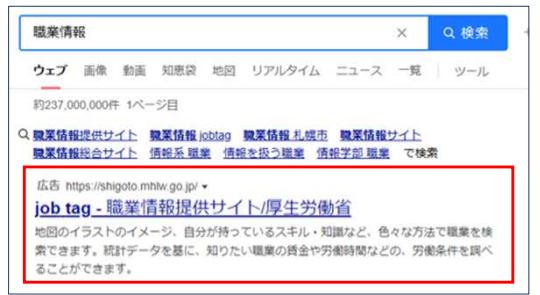 職業情報 × 検索
ウェブ 画像 動画 知恵袋 地図 リアルタイム ニュース 一覧 ツール
約237,000,000件 1ページ目
職業情報提供サイト 職業情報 jobtag 職業情報 札幌市 職業情報サイト
職業情報総合サイト 情報系 職業 情報を扱う職業 情報学部 職業 で検索
広告 https://shigoto.mhlw.go.jp/ ▾
job tag - 職業情報提供サイト/厚生労働省
地図のイラストのイメージ、自分が持っているスキル・知識など、色々な方法で職業を検
索できます。統計データを基に、知りたい職業の賃金や労働時間などの、労働条件を調べ
ることができます。